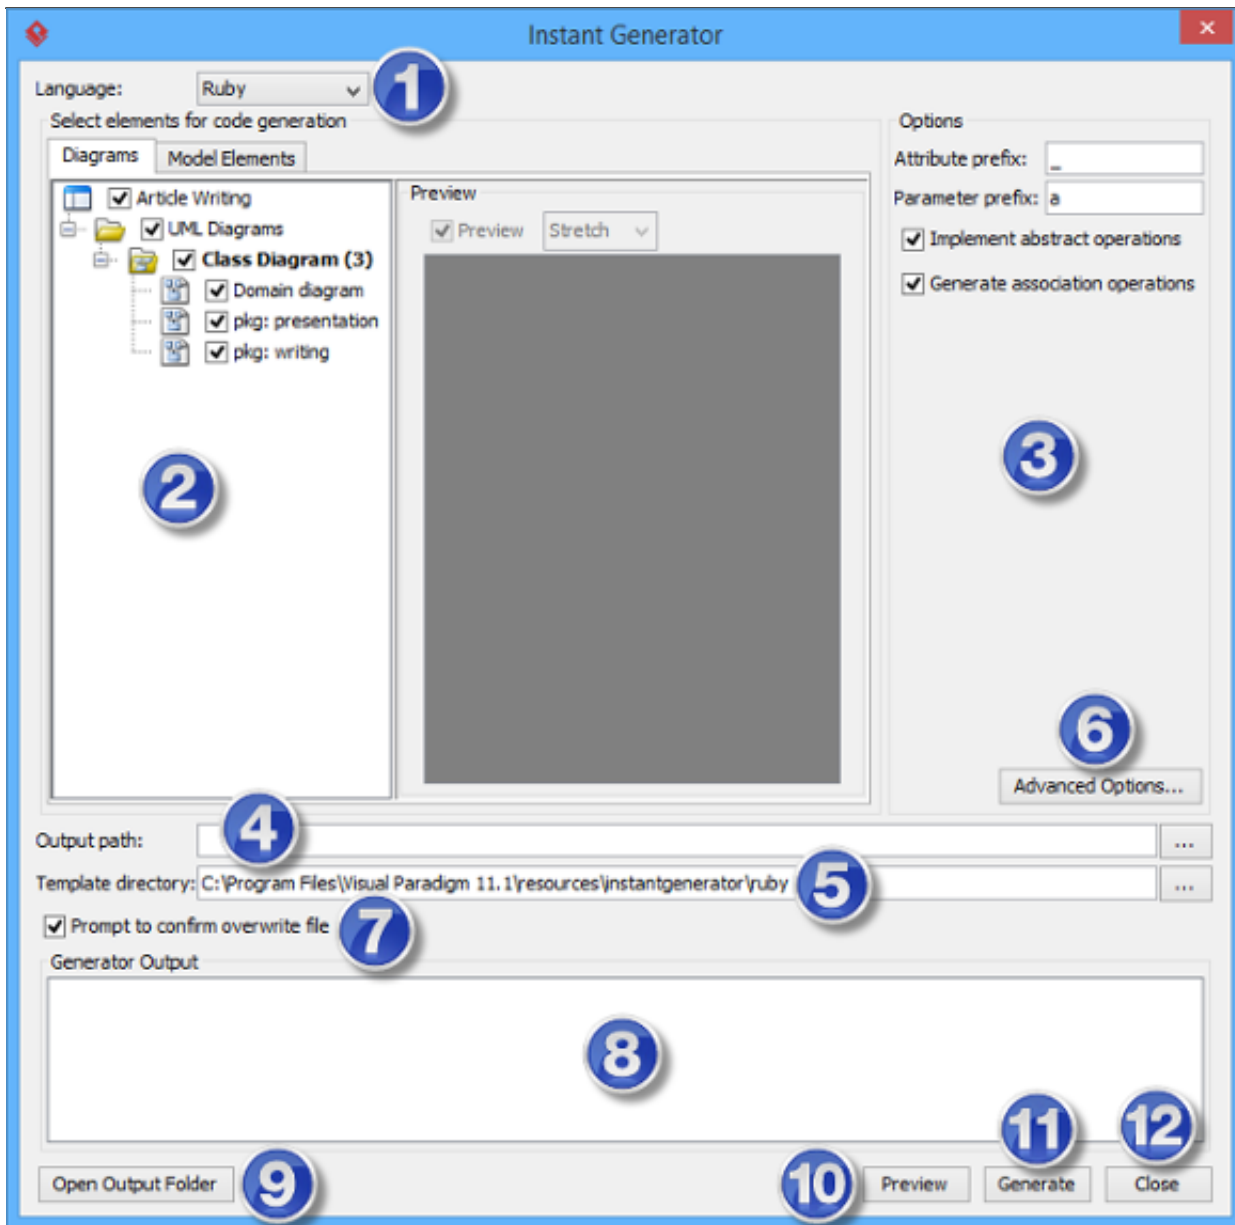 Instant Generator
Language: Ruby 1
Select elements for code generation
Options
Diagrams Model Elements
Attribute prefix: _
Parameter prefix: a
Implement abstract operations
Generate association operations
Article Writing
UML Diagrams
Class Diagram (3)
Domain diagram
pkg: presentation
pkg: writing
Preview
Preview Stretch
2
3
6
Advanced Options...
4
Output path: ...
Template directory: C:\Program Files\Visual Paradigm 11.1\resources\instantgenerator\ruby 5 ...
Prompt to confirm overwrite file 7
Generator Output
8
11 12
Open Output Folder 9 10 Preview Generate Close